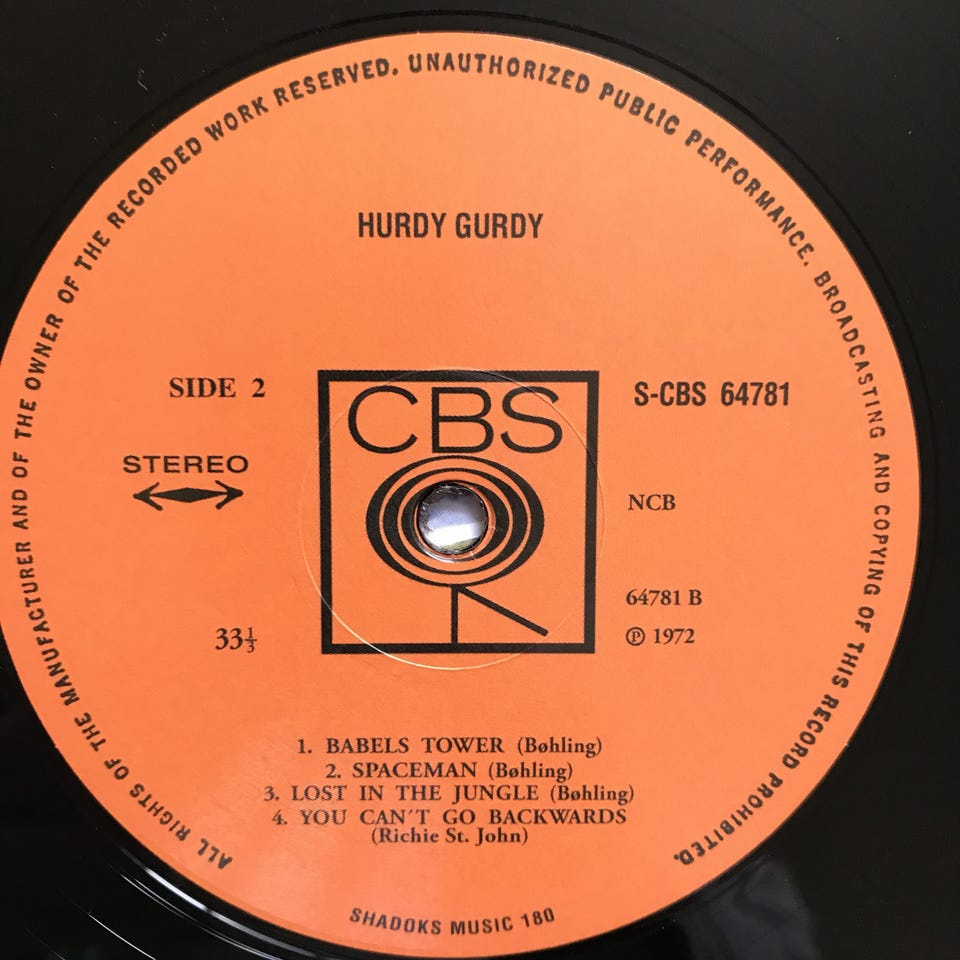 ALL RIGHTS OF THE MANUFACTURER AND OF THE OWNER OF THE RECORDED WORK RESERVED. UNAUTHORIZED PUBLIC PERFORMANCE. BROADCASTING AND COPYING OF THIS RECORD PROHIBITED.
HURDY GURDY
SIDE 2
CBS
S-CBS 64781
STEREO
NCB
64781 B
33⅓
℗ 1972
1. BABELS TOWER (Bøhling)
2. SPACEMAN (Bøhling)
3. LOST IN THE JUNGLE (Bøhling)
4. YOU CAN´T GO BACKWARDS
(Richie St. John)
SHADOKS MUSIC 180